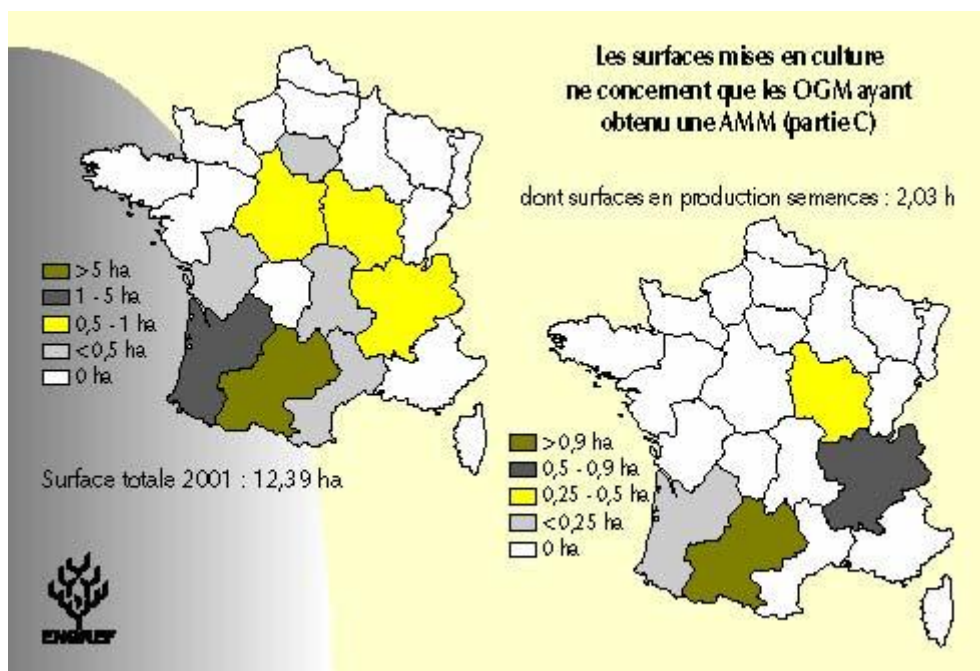 Les surfaces mises en culture
ne concernent que les OGM ayant
obtenu une AMM (partie C)
dont surfaces en production semences : 2,03 h
> 5 ha
1 - 5 ha
0,5 - 1 ha
< 0,5 ha
0 ha
Surface totale 2001 : 12,39 ha
> 0,9 ha
0,5 - 0,9 ha
0,25 - 0,5 ha
< 0,25 ha
0 ha
ENGREF